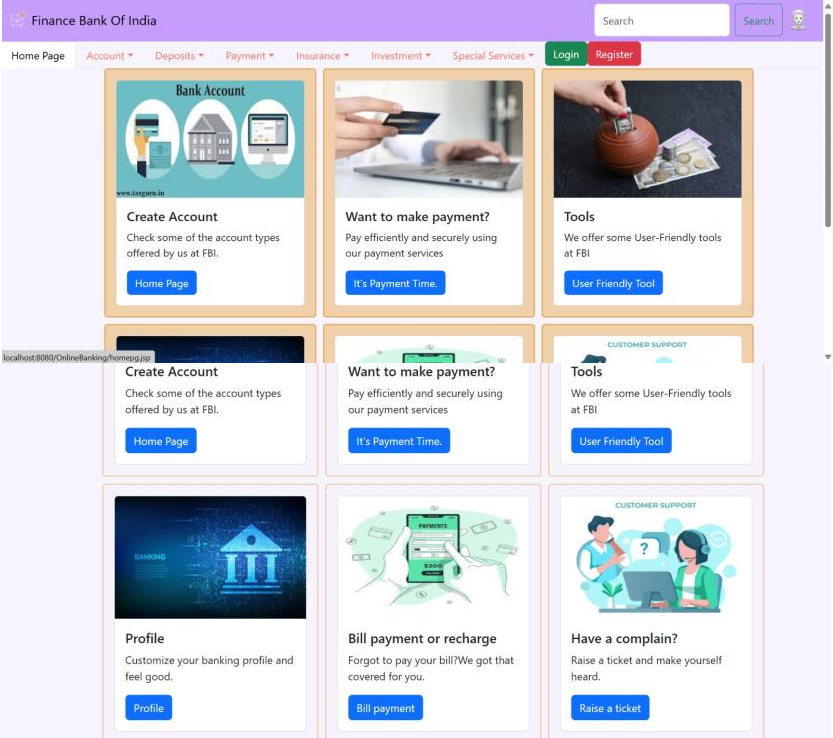 Finance Bank Of India
Search
Search
Home Page
Account
Deposits
Payment
Insurance
Investment
Special Services
Login
Register
Bank Account
www.taxguru.in
Create Account
Check some of the account types
offered by us at FBI.
Home Page
Want to make payment?
Pay efficiently and securely using
our payment services
It's Payment Time.
Tools
We offer some User-Friendly tools
at FBI
User Friendly Tool
CUSTOMER SUPPORT
localhost:8080/OnlineBanking/homepg.jsp
Create Account
Check some of the account types
offered by us at FBI.
Home Page
Want to make payment?
Pay efficiently and securely using
our payment services
It's Payment Time.
Tools
We offer some User-Friendly tools
at FBI
User Friendly Tool
BANKING
Profile
Customize your banking profile and
feel good.
Profile
PAYMENTS
$200
Bill payment or recharge
Forgot to pay your bill?We got that
covered for you.
Bill payment
CUSTOMER SUPPORT
?
Have a complain?
Raise a ticket and make yourself
heard.
Raise a ticket